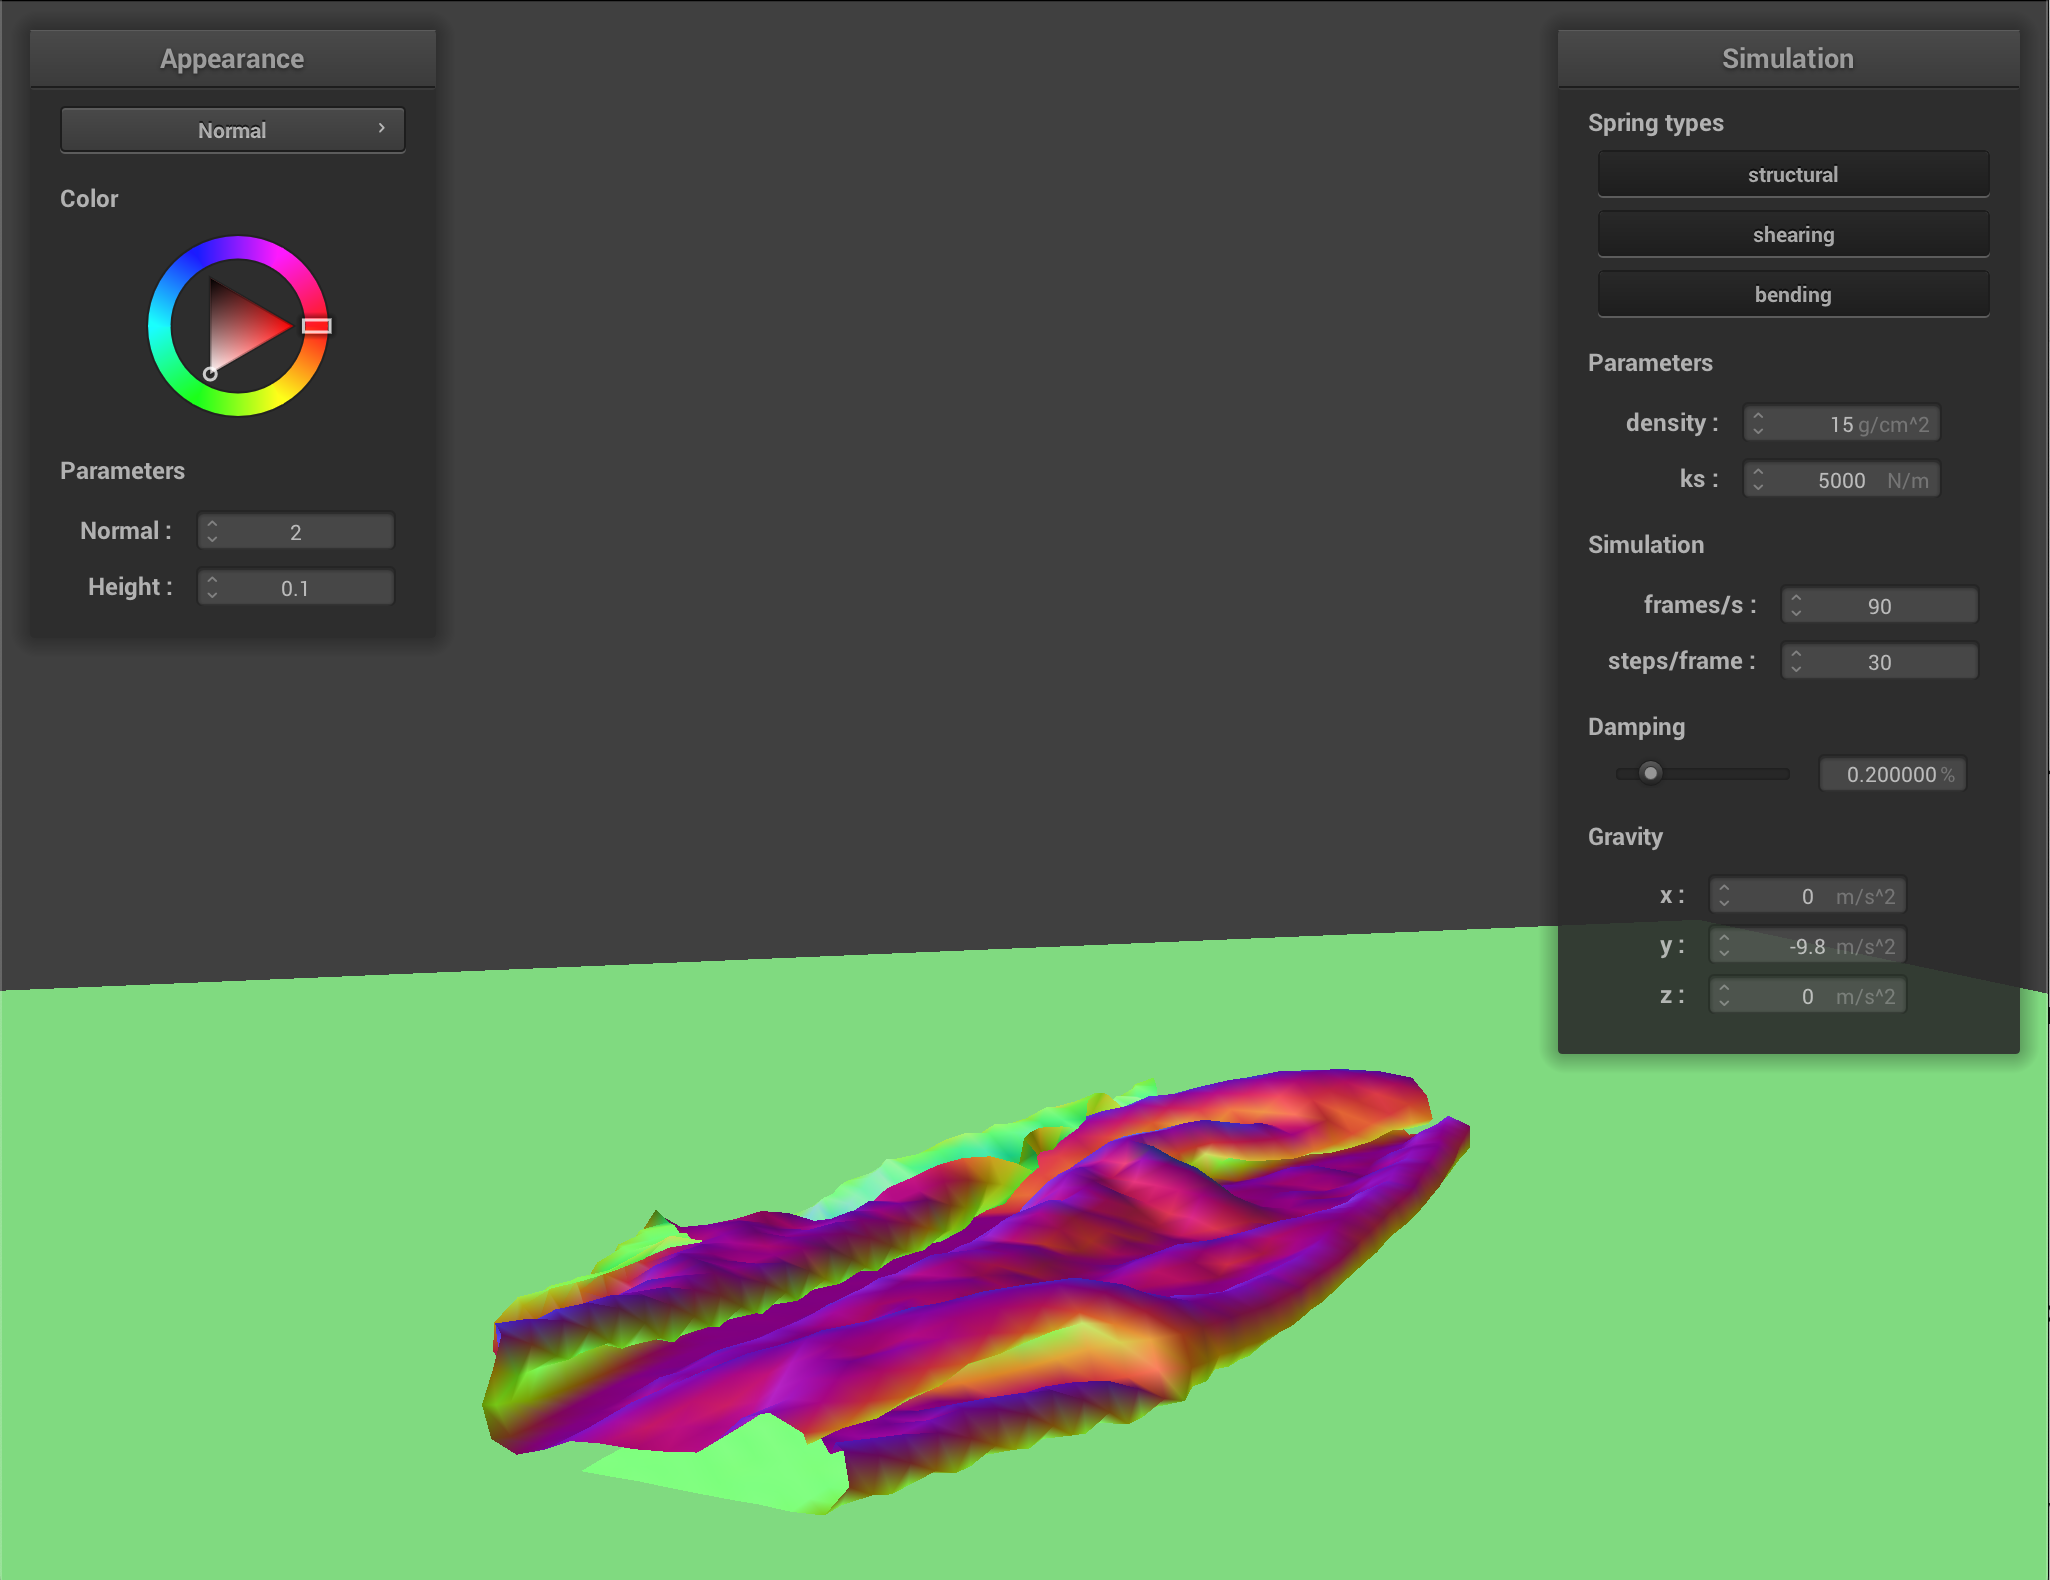 Appearance
Normal
Color
Parameters
Normal : 2
Height : 0.1
Simulation
Spring types
structural
shearing
bending
Parameters
density : 15 g/cm^2
ks : 5000 N/m
Simulation
frames/s : 90
steps/frame : 30
Damping
0.200000 %
Gravity
x : 0 m/s^2
y : -9.8 m/s^2
z : 0 m/s^2